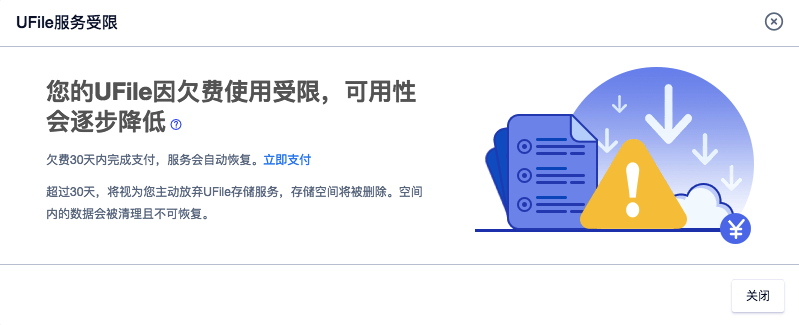 UFile服务受限
您的UFile因欠费使用受限，可用性
会逐步降低
欠费30天内完成支付，服务会自动恢复。立即支付
超过30天，将视为您主动放弃UFile存储服务，存储空间将被删除。空间
内的数据会被清理且不可恢复。
¥
关闭